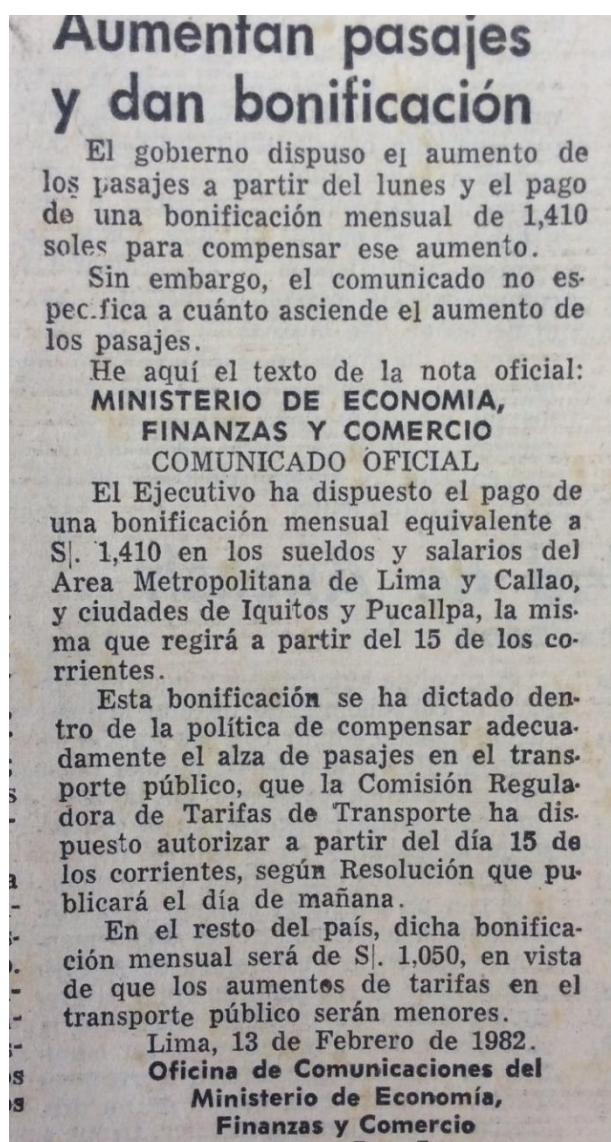 Aumentan pasajes
y dan bonificación
El gobierno dispuso el aumento de
los pasajes a partir del lunes y el pago
de una bonificación mensual de 1,410
soles para compensar ese aumento.
Sin embargo, el comunicado no es-
pecifica a cuánto asciende el aumento de
los pasajes.
He aquí el texto de la nota oficial:
MINISTERIO DE ECONOMIA,
FINANZAS Y COMERCIO
COMUNICADO OFICIAL
El Ejecutivo ha dispuesto el pago de
una bonificación mensual equivalente a
S|. 1,410 en los sueldos y salarios del
Area Metropolitana de Lima y Callao,
y ciudades de Iquitos y Pucallpa, la mis-
ma que regirá a partir del 15 de los co-
rrientes.
Esta bonificación se ha dictado den-
tro de la política de compensar adecua-
damente el alza de pasajes en el trans-
porte público, que la Comisión Regula-
dora de Tarifas de Transporte ha dis-
puesto autorizar a partir del día 15 de
los corrientes, según Resolución que pu-
blicará el día de mañana.
En el resto del país, dicha bonifica-
ción mensual será de S|. 1,050, en vista
de que los aumentos de tarifas en el
transporte público serán menores.
Lima, 13 de Febrero de 1982.
Oficina de Comunicaciones del
Ministerio de Economía,
Finanzas y Comercio